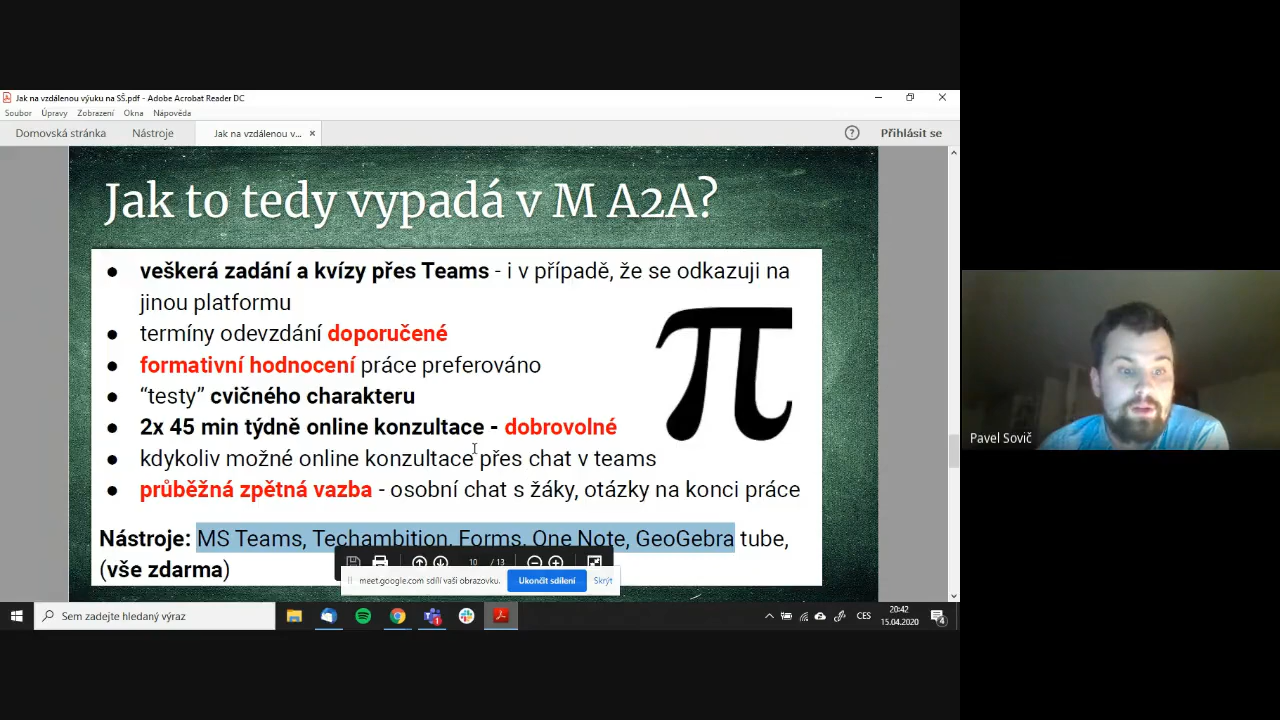 Jak na vzdálenou výuku na SŠ.pdf - Adobe Acrobat Reader DC
Soubor Úpravy Zobrazení Okna Nápověda
Domovská stránka Nástroje Jak na vzdálenou v... Přihlásit se
Jak to tedy vypadá v M A2A?
veškerá zadání a kvízy přes Teams - i v případě, že se odkazuji na
jinou platformu
termíny odevzdání doporučené
formativní hodnocení práce preferováno
“testy” cvičného charakteru
2x 45 min týdně online konzultace - dobrovolné
kdykoliv možné online konzultace přes chat v teams
průběžná zpětná vazba - osobní chat s žáky, otázky na konci práce
Nástroje: MS Teams, Techambition, Forms, One Note, GeoGebra tube,
(vše zdarma)
π
10 / 13
meet.google.com sdílí vaši obrazovku. Ukončit sdílení Skrýt
Pavel Sovič
Sem zadejte hledaný výraz
CES
20:42
15.04.2020
4